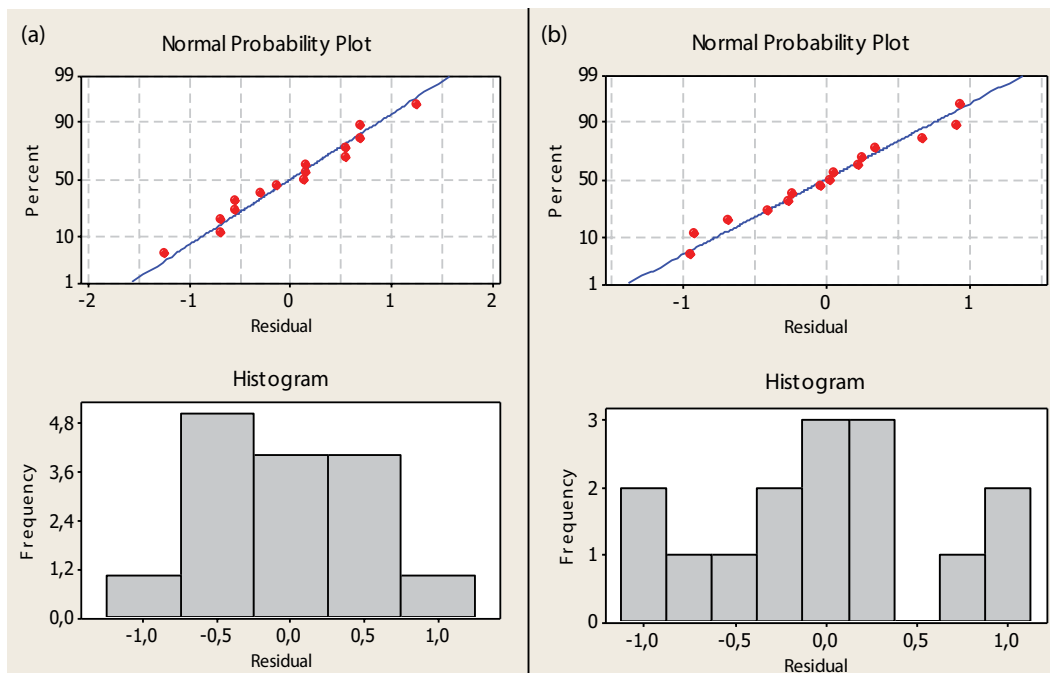 (a)
Normal Probability Plot
99
90
50
10
1
Percent
-2 -1 0 1 2
Residual
Histogram
4,8
3,6
2,4
1,2
0,0
Frequency
-1,0 -0,5 0,0 0,5 1,0
Residual
(b)
Normal Probability Plot
99
90
50
10
1
Percent
-1 0 1
Residual
Histogram
3
2
1
0
Frequency
-1,0 -0,5 0,0 0,5 1,0
Residual